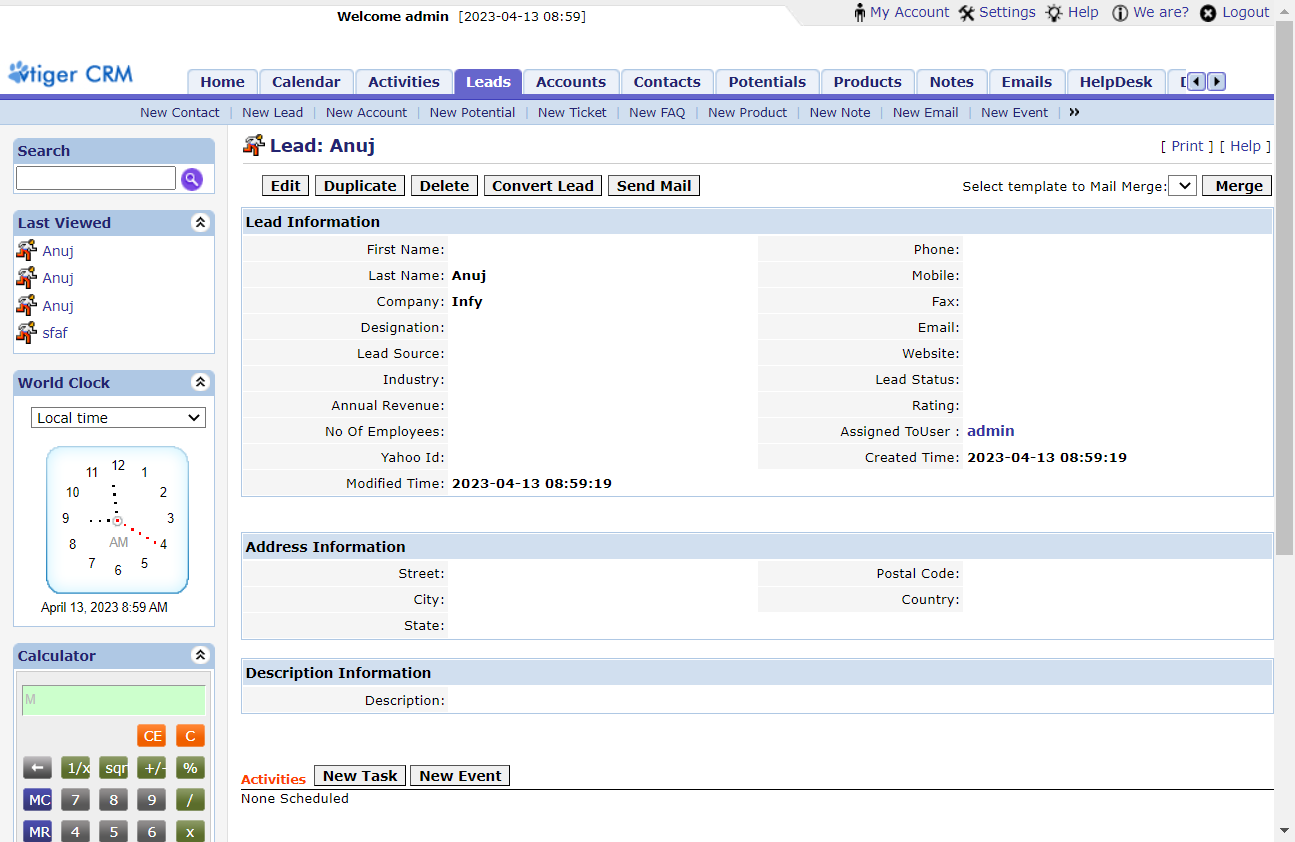 Welcome admin [2023-04-13 08:59]
My Account Settings Help We are? Logout
vtiger CRM
Home Calendar Activities Leads Accounts Contacts Potentials Products Notes Emails HelpDesk
New Contact | New Lead | New Account | New Potential | New Ticket | New FAQ | New Product | New Note | New Email | New Event | »
Search
Last Viewed
Anuj
Anuj
Anuj
sfaf
World Clock
Local time
12
11 1
10 2
9 3
8 AM 4
7 5
6
April 13, 2023 8:59 AM
Calculator
M
CE C
← 1/x sqr +/- %
MC 7 8 9 /
MR 4 5 6 x
Lead: Anuj
[ Print ] [ Help ]
Edit Duplicate Delete Convert Lead Send Mail Select template to Mail Merge: Merge
Lead Information
First Name: Phone:
Last Name: Anuj Mobile:
Company: Infy Fax:
Designation: Email:
Lead Source: Website:
Industry: Lead Status:
Annual Revenue: Rating:
No Of Employees: Assigned ToUser : admin
Yahoo Id: Created Time: 2023-04-13 08:59:19
Modified Time: 2023-04-13 08:59:19
Address Information
Street: Postal Code:
City: Country:
State:
Description Information
Description:
Activities New Task New Event
None Scheduled